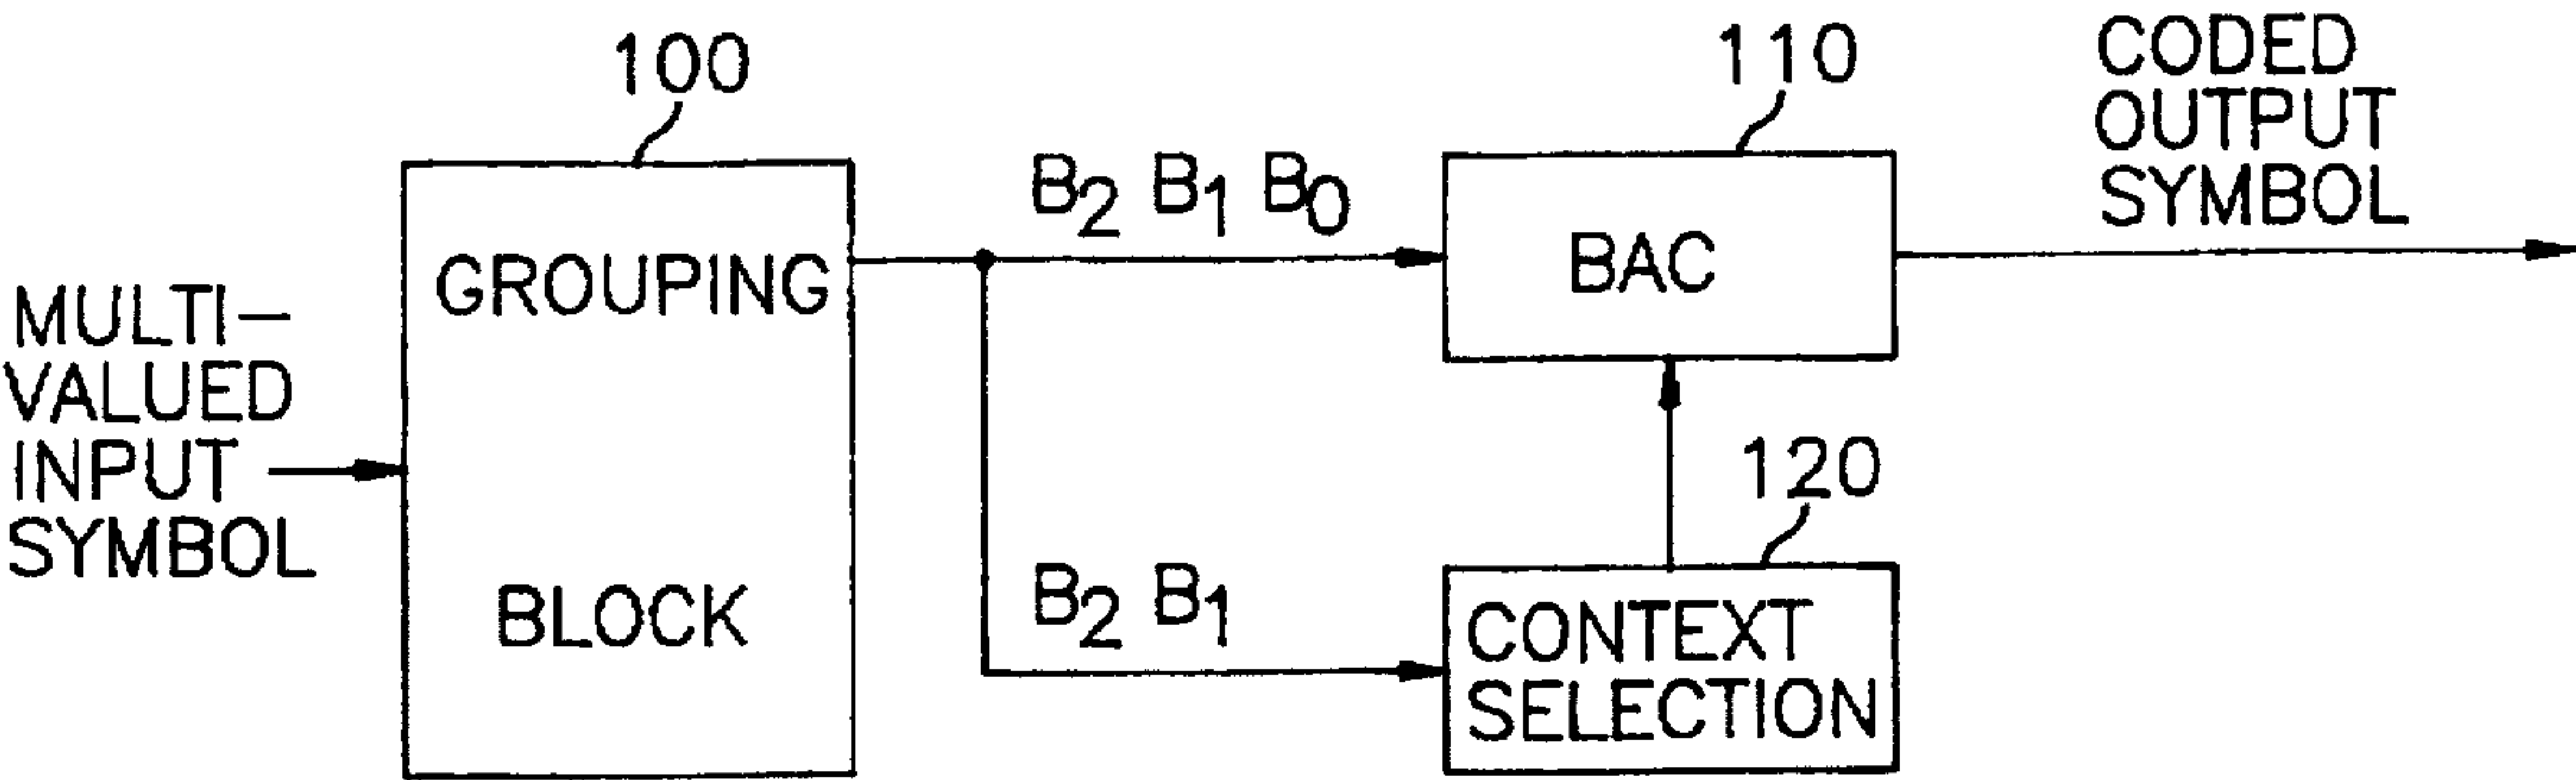 100
110
CODED
OUTPUT
SYMBOL
B2 B1 B0
GROUPING
BLOCK
BAC
MULTI-
VALUED
INPUT
SYMBOL
120
B2 B1
CONTEXT
SELECTION